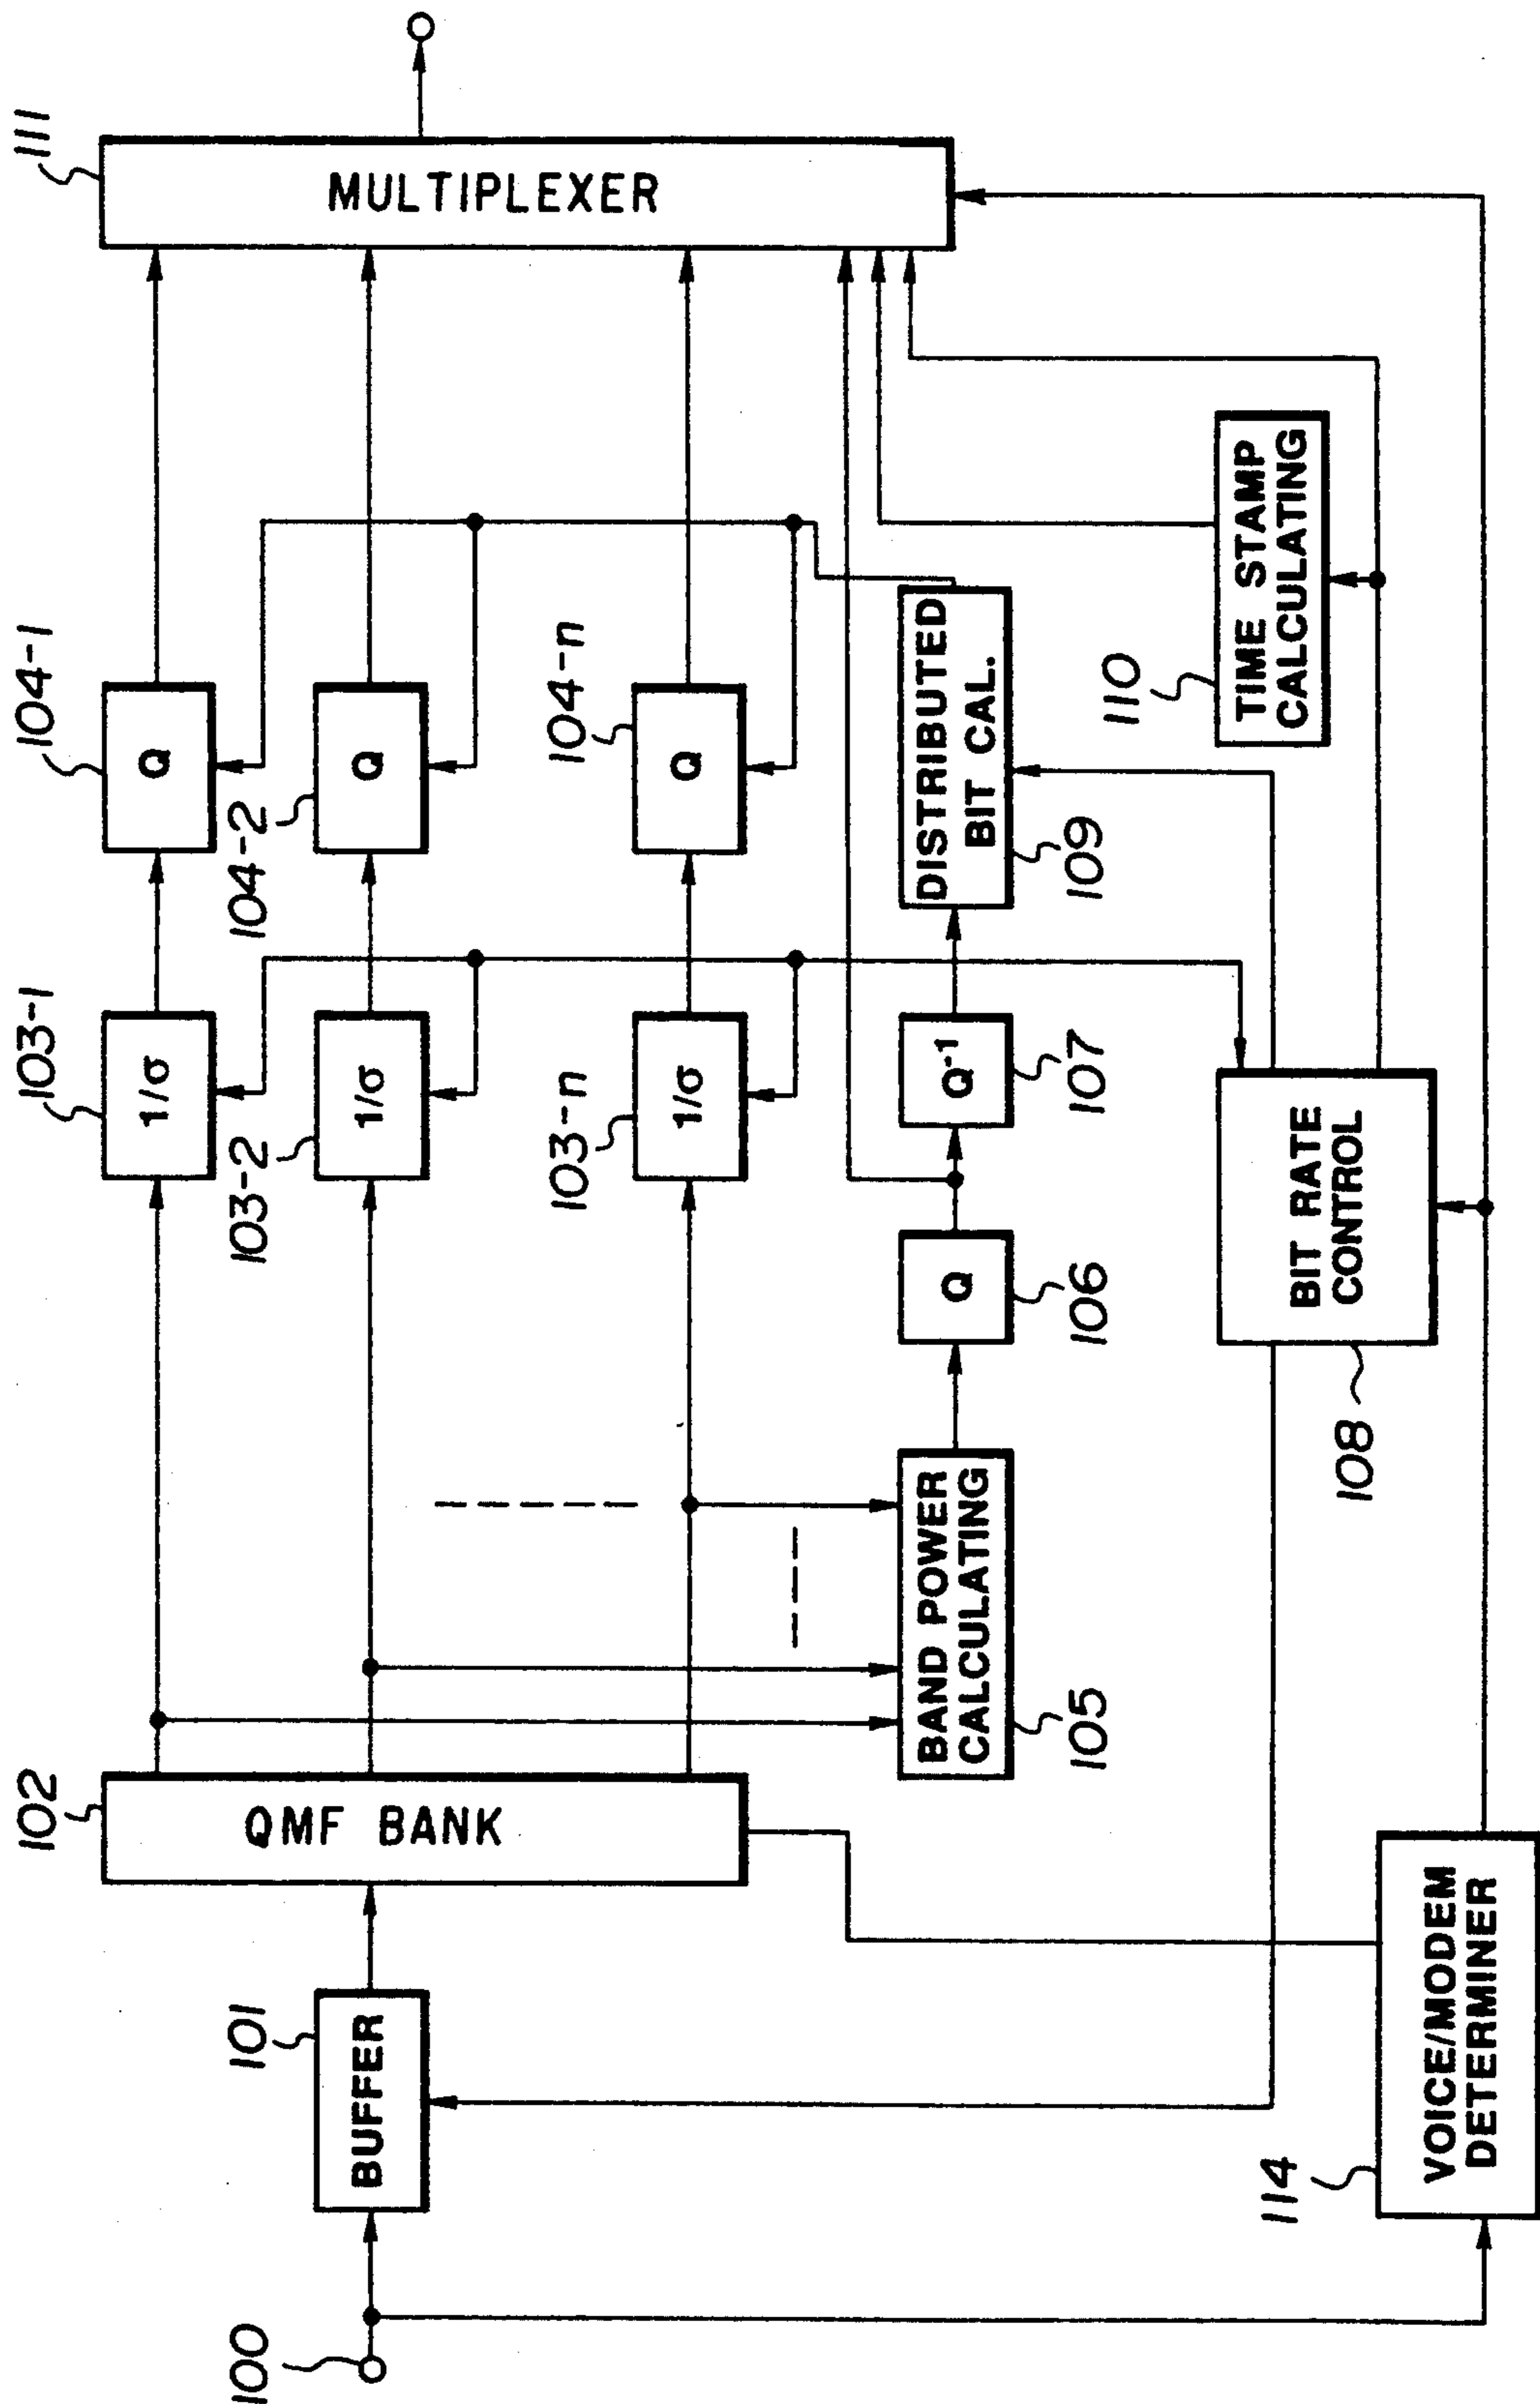 100
101
BUFFER
102
QMF BANK
103-1
1/σ
103-2
1/σ
103-n
1/σ
104-1
Q
104-2
Q
104-n
Q
111
MULTIPLEXER
BAND POWER
CALCULATING
105
Q
106
Q⁻¹
107
DISTRIBUTED
BIT CAL.
109
110
TIME STAMP
CALCULATING
BIT RATE
CONTROL
108
114
VOICE/MODEM
DETERMINER